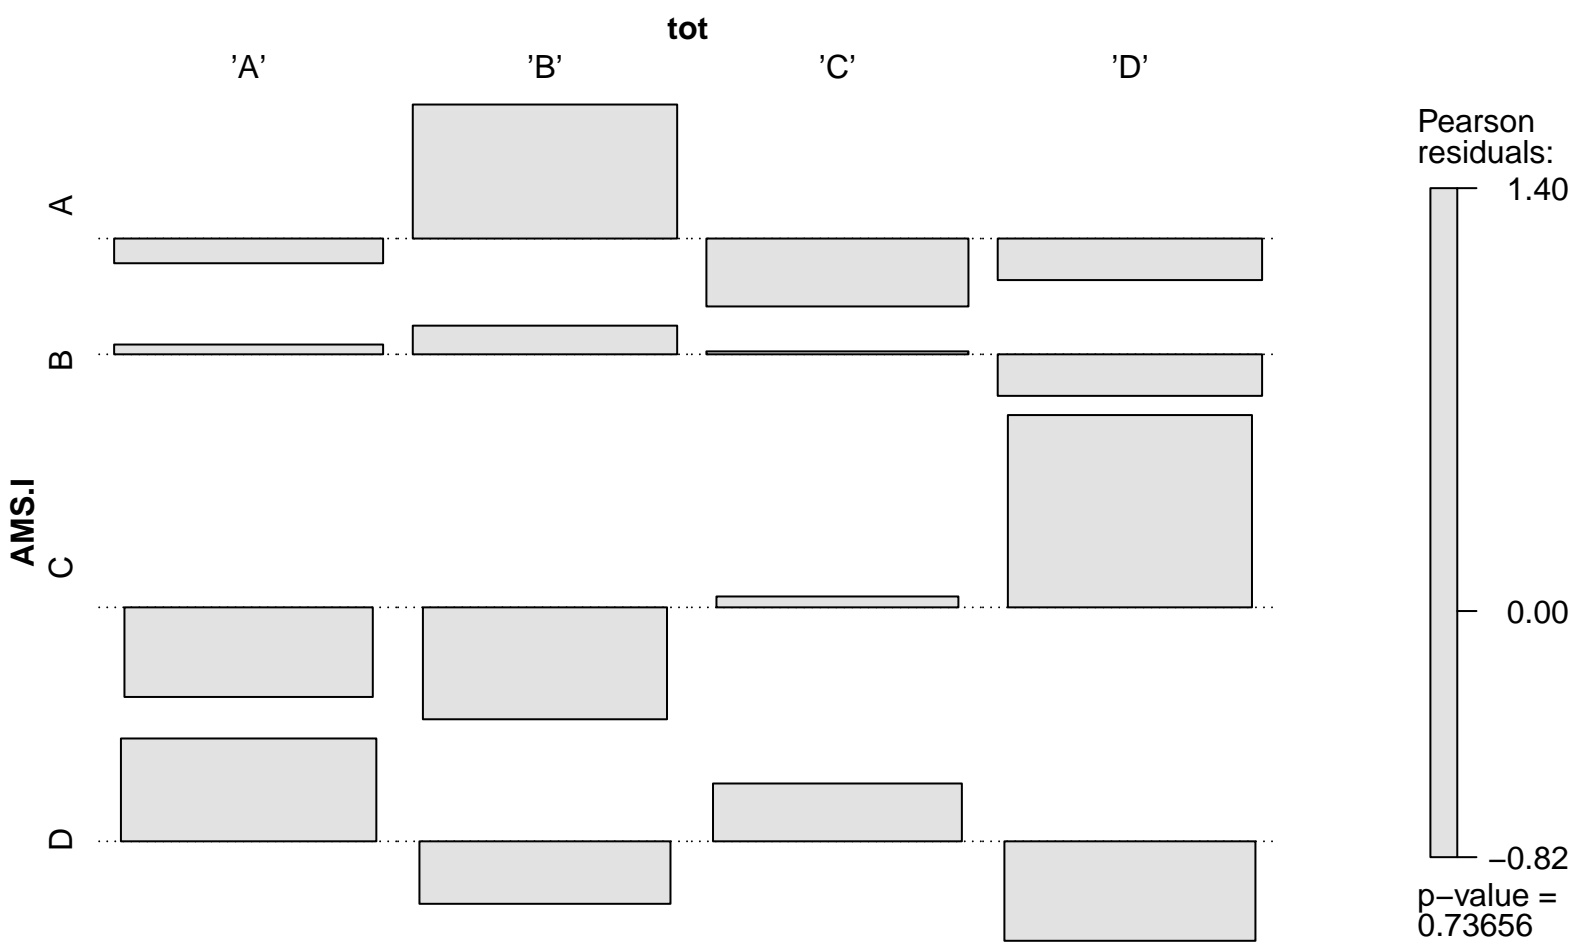 tot
’A’ ’B’ ’C’ ’D’
Pearson
residuals:
1.40
A
B
AMS.I
C
0.00
D
−0.82
p−value =
0.73656